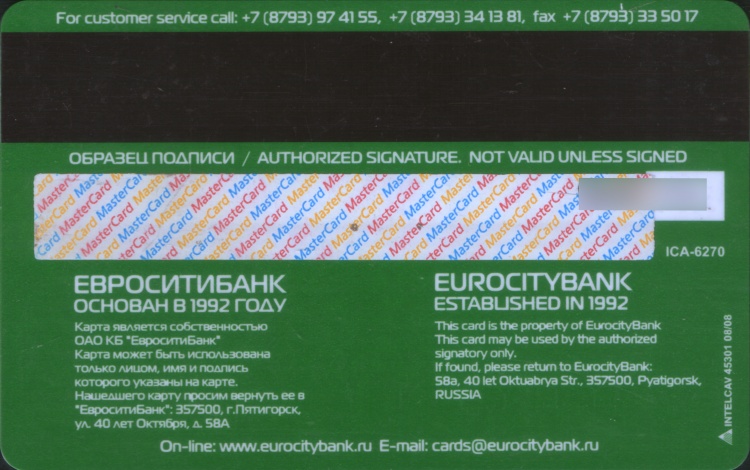 For customer service call: +7 (8793) 97 41 55, +7 (8793) 34 13 81, fax +7 (8793) 33 50 17
ОБРАЗЕЦ ПОДПИСИ / AUTHORIZED SIGNATURE. NOT VALID UNLESS SIGNED
MasterCard MasterCard MasterCard MasterCard
ICA-6270
ЕВРОСИТИБАНК
ОСНОВАН В 1992 ГОДУ
Карта является собственностью
ОАО КБ "ЕвроситиБанк"
Карта может быть использована
только лицом, имя и подпись
которого указаны на карте.
Нашедшего карту просим вернуть ее в
"ЕвроситиБанк": 357500, г.Пятигорск,
ул. 40 лет Октября, д. 58А
EUROCITYBANK
ESTABLISHED IN 1992
This card is the property of EurocityBank
This card may be used by the authorized
signatory only.
If found, please return to EurocityBank:
58a, 40 let Oktuabrya Str., 357500, Pyatigorsk,
RUSSIA
INTELCAV 45301 08/08
On-line: www.eurocitybank.ru E-mail: cards@eurocitybank.ru